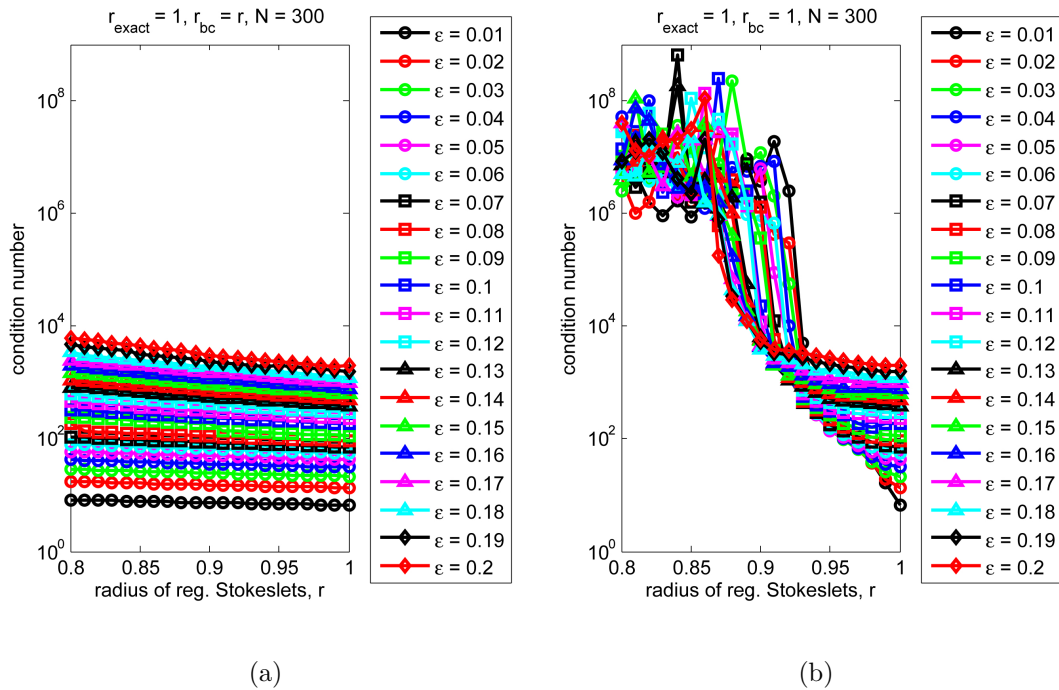 r_exact = 1, r_bc = r, N = 300
condition number
10^8
10^6
10^4
10^2
10^0
0.8 0.85 0.9 0.95 1
radius of reg. Stokeslets, r
ε = 0.01
ε = 0.02
ε = 0.03
ε = 0.04
ε = 0.05
ε = 0.06
ε = 0.07
ε = 0.08
ε = 0.09
ε = 0.1
ε = 0.11
ε = 0.12
ε = 0.13
ε = 0.14
ε = 0.15
ε = 0.16
ε = 0.17
ε = 0.18
ε = 0.19
ε = 0.2
(a)
r_exact = 1, r_bc = 1, N = 300
condition number
10^8
10^6
10^4
10^2
10^0
0.8 0.85 0.9 0.95 1
radius of reg. Stokeslets, r
ε = 0.01
ε = 0.02
ε = 0.03
ε = 0.04
ε = 0.05
ε = 0.06
ε = 0.07
ε = 0.08
ε = 0.09
ε = 0.1
ε = 0.11
ε = 0.12
ε = 0.13
ε = 0.14
ε = 0.15
ε = 0.16
ε = 0.17
ε = 0.18
ε = 0.19
ε = 0.2
(b)